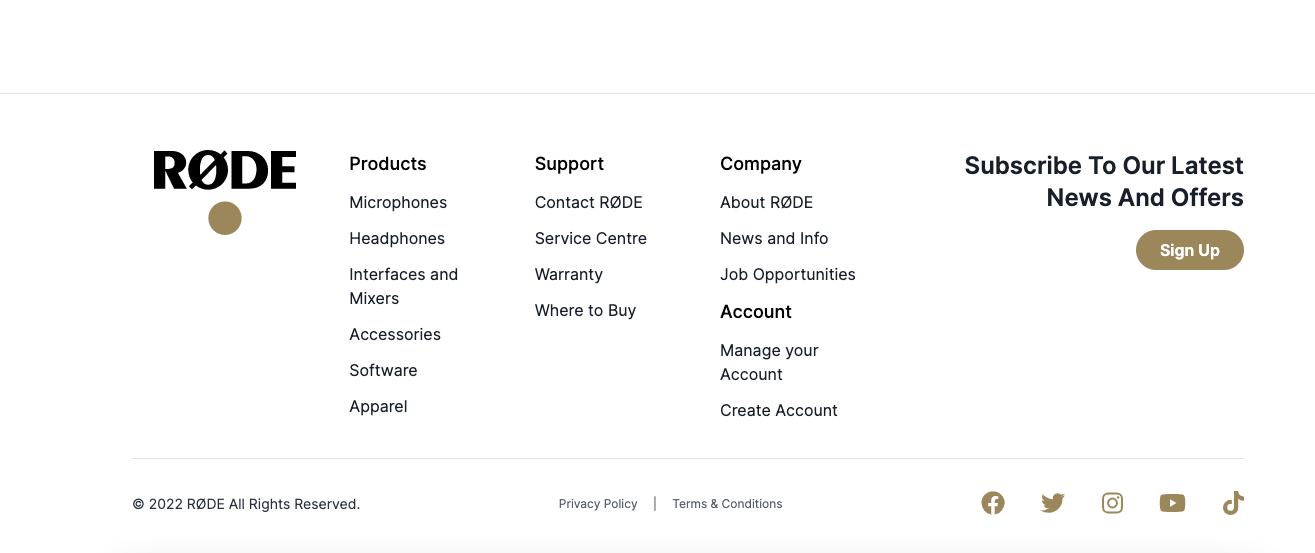 RØDE
Products
Microphones
Headphones
Interfaces and
Mixers
Accessories
Software
Apparel
Support
Contact RØDE
Service Centre
Warranty
Where to Buy
Company
About RØDE
News and Info
Job Opportunities
Account
Manage your
Account
Create Account
Subscribe To Our Latest
News And Offers
Sign Up
© 2022 RØDE All Rights Reserved.
Privacy Policy | Terms & Conditions